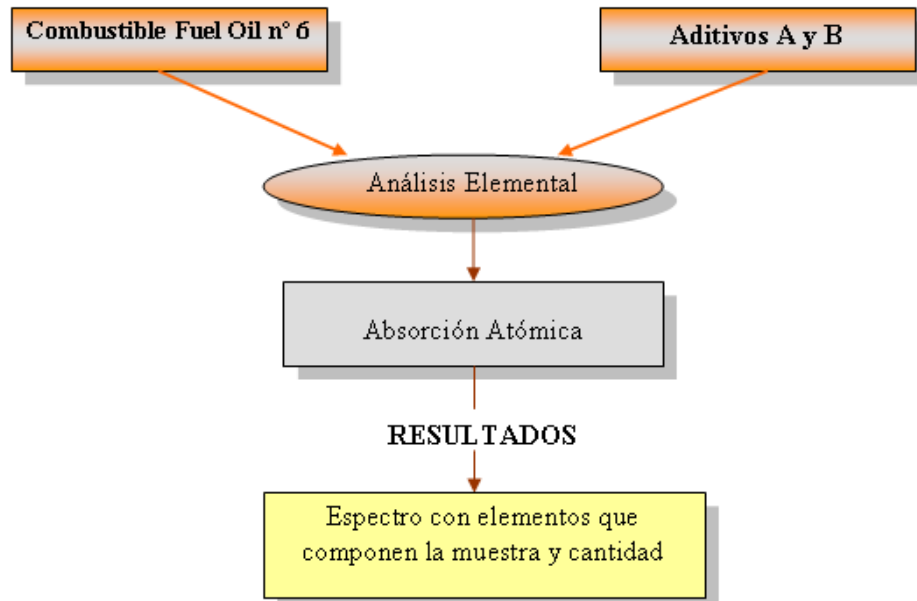 Combustible Fuel Oil n° 6
Aditivos A y B
Análisis Elemental
Absorción Atómica
RESULTADOS
Espectro con elementos que
componen la muestra y cantidad